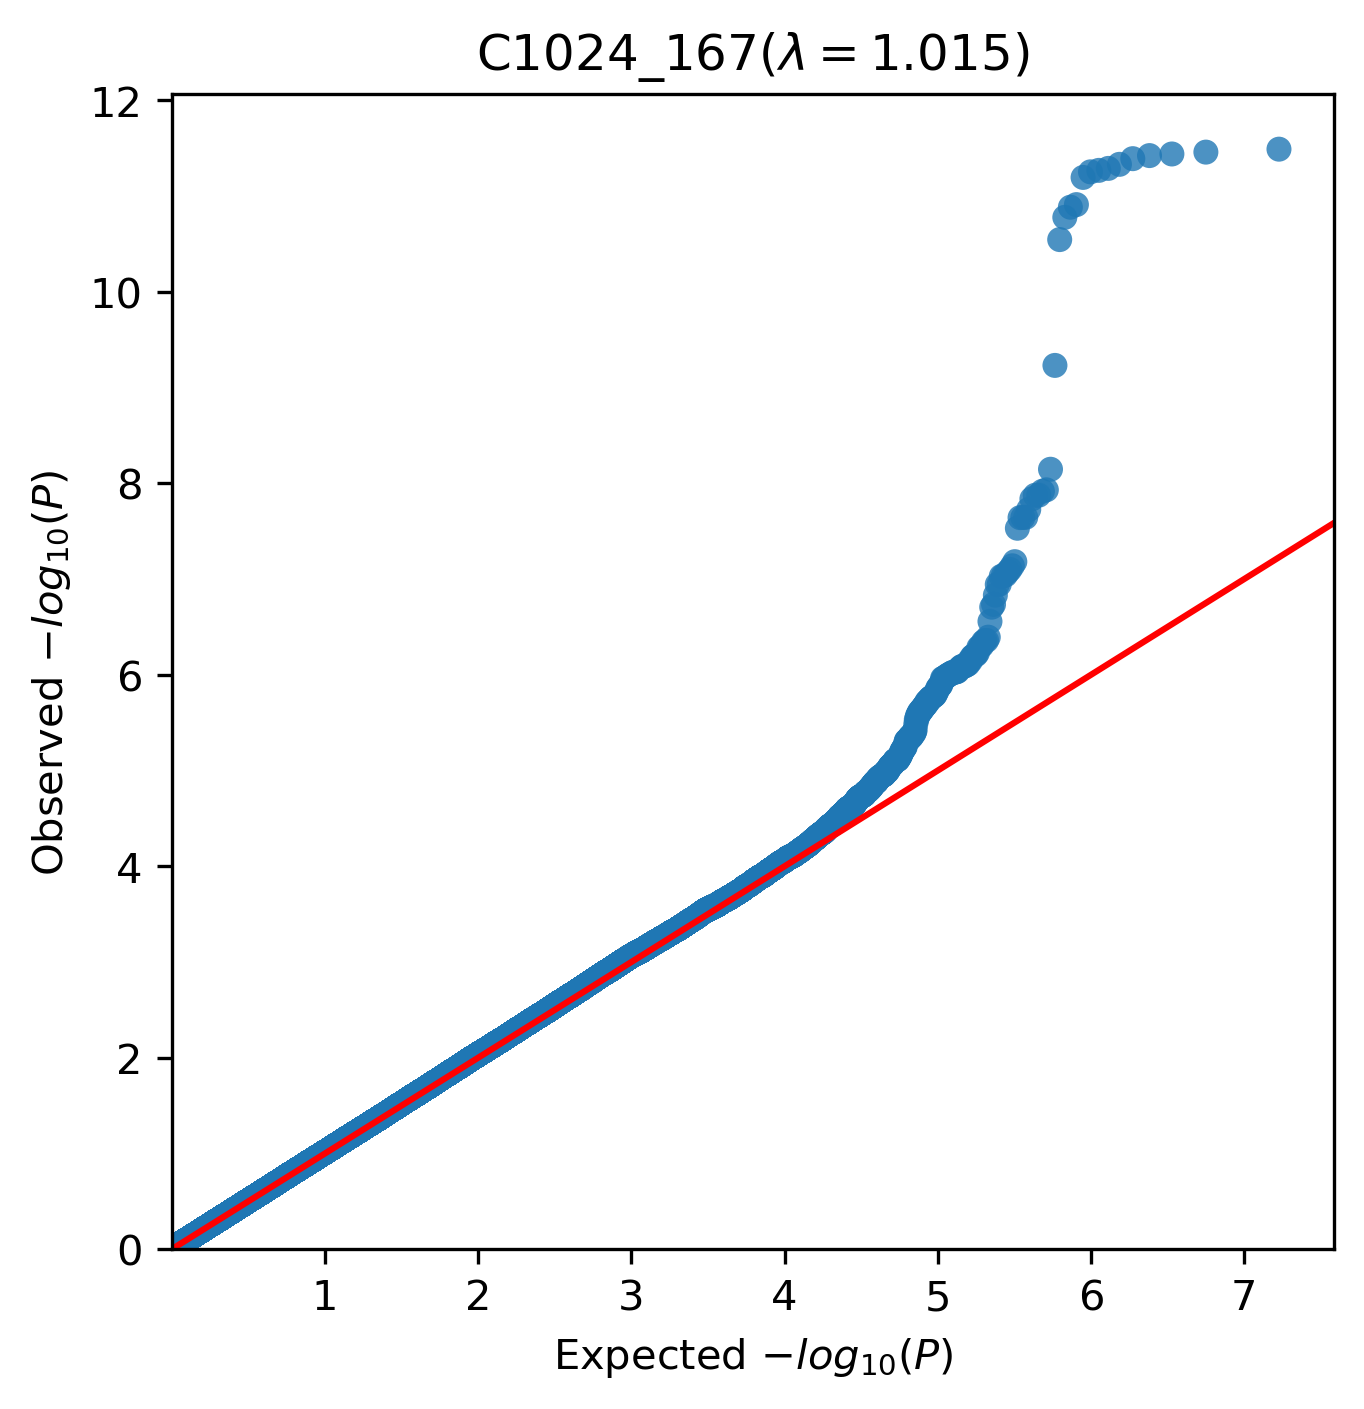 C1024_167(λ = 1.015)
12
10
8
6
4
2
0
Observed −log₁₀(P)
1 2 3 4 5 6 7
Expected −log₁₀(P)